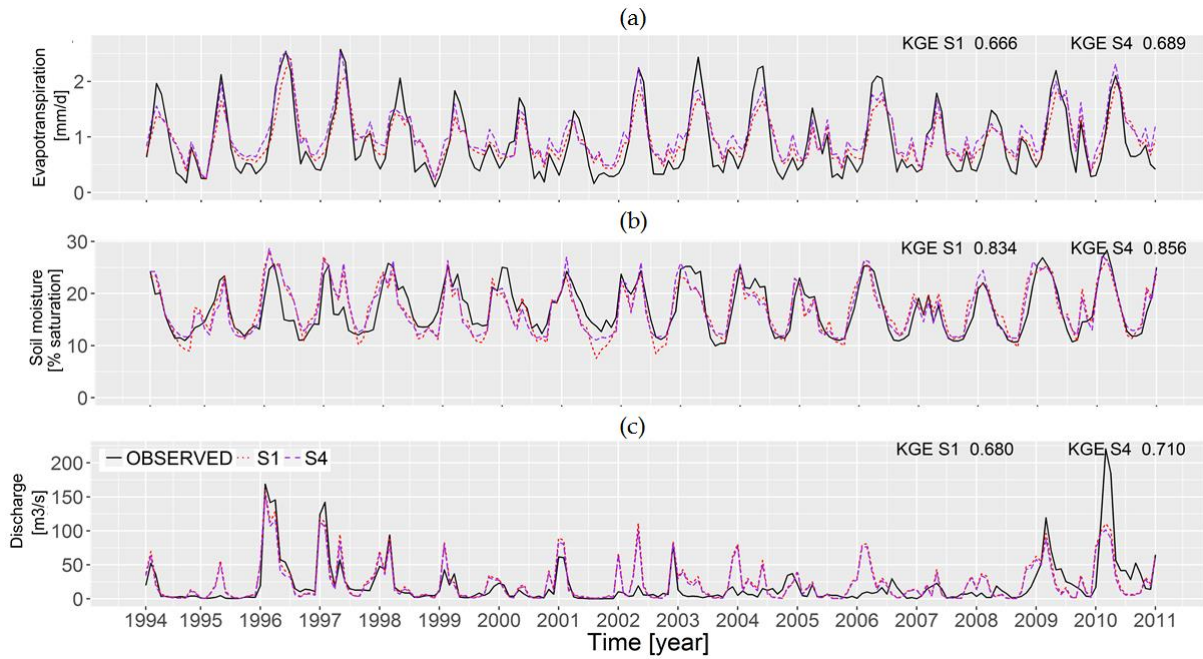 (a)
KGE S1 0.666 KGE S4 0.689
Evapotranspiration
[mm/d]
2
1
0
(b)
KGE S1 0.834 KGE S4 0.856
Soil moisture
[% saturation]
30
20
10
0
(c)
KGE S1 0.680 KGE S4 0.710
OBSERVED S1 S4
Discharge
[m3/s]
200
150
100
50
0
1994 1995 1996 1997 1998 1999 2000 2001 2002 2003 2004 2005 2006 2007 2008 2009 2010 2011
Time [year]